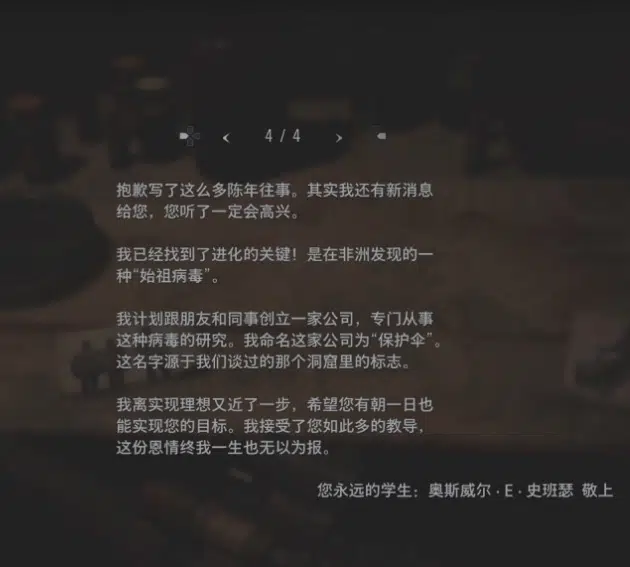 4 / 4
抱歉写了这么多陈年往事。其实我还有新消息
给您，您听了一定会高兴。
我已经找到了进化的关键！是在非洲发现的一
种“始祖病毒”。
我计划跟朋友和同事创立一家公司，专门从事
这种病毒的研究。我命名这家公司为“保护伞”。
这名字源于我们谈过的那个洞窟里的标志。
我离实现理想又近了一步，希望您有朝一日也
能实现您的目标。我接受了您如此多的教导，
这份恩情终我一生也无以为报。
您永远的学生：奥斯威尔·E·史班瑟 敬上